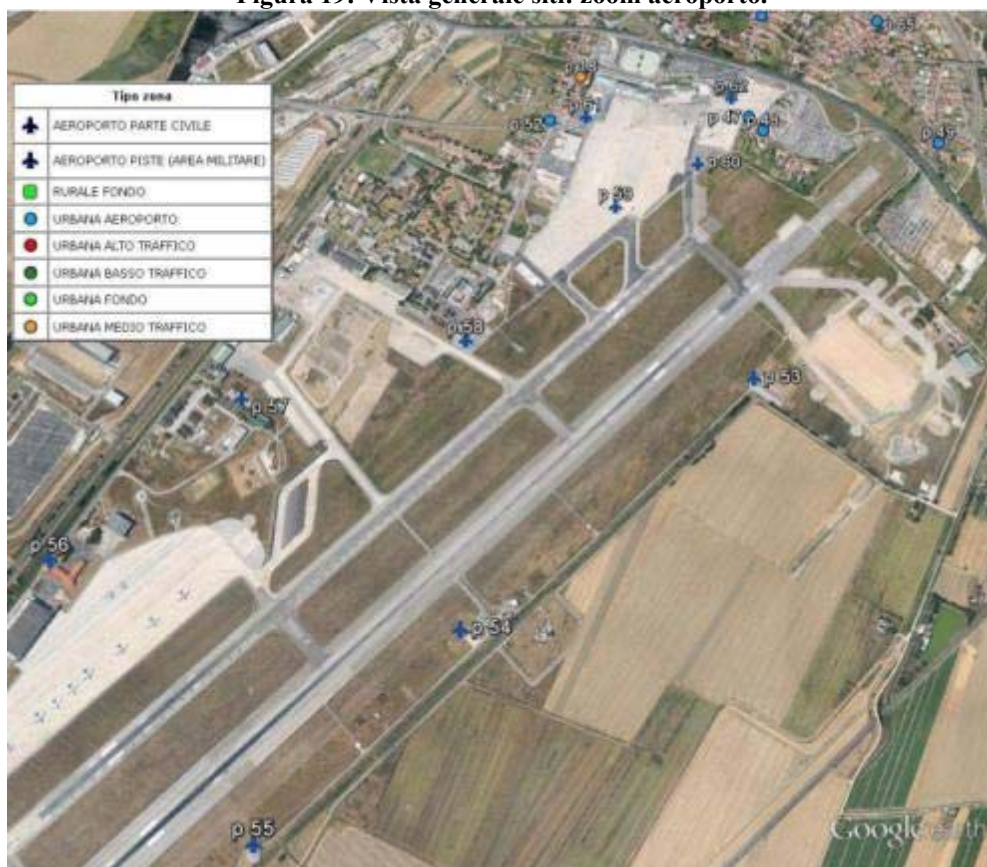 Figura 19: Vista generale siti: zoom aeroporto.
Tipo zona
AEROPORTO PARTE CIVILE
AEROPORTO PISTE (AREA MILITARE)
RURALE FONDO
URBANA AEROPORTO
URBANA ALTO TRAFFICO
URBANA BASSO TRAFFICO
URBANA FONDO
URBANA MEDIO TRAFFICO
p 62
p 51
p 52
p 47
p 60
p 59
p 58
p 53
p 57
p 56
p 54
p 55
Google earth